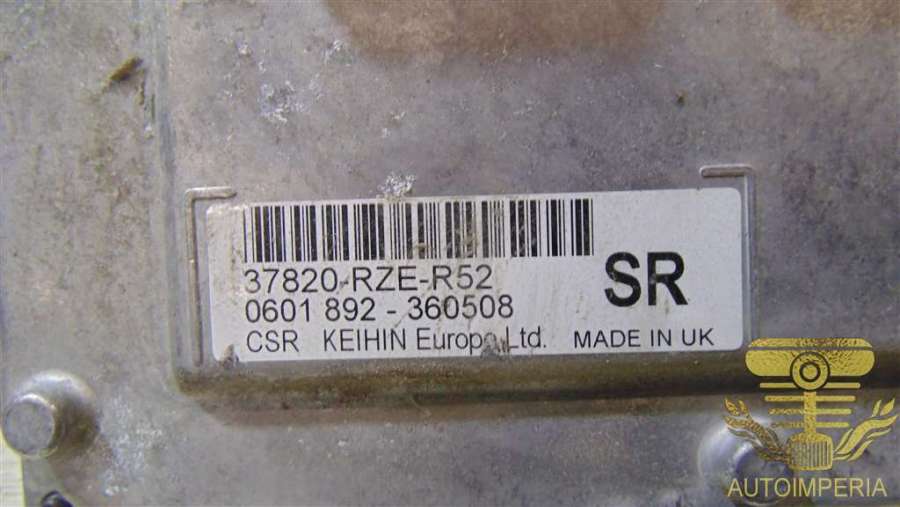 37820-RZE-R52
0601 892 - 360508
SR
CSR KEIHIN Europe Ltd. MADE IN UK
AUTOIMPERIA